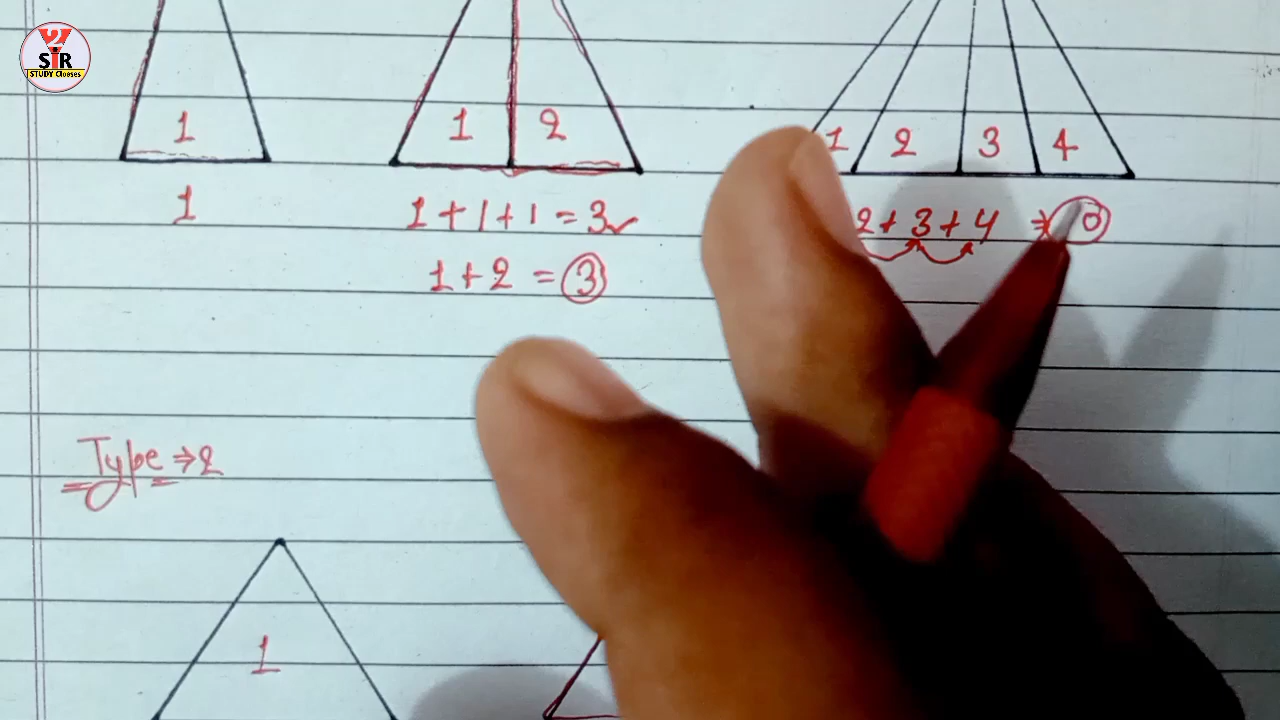 2
SIR
STUDY Classes
1
1 2
1 2 3 4
1
1+1+1=3✓
2+3+4 ⇒
1+2 = 3
Type ⇒ 2
1